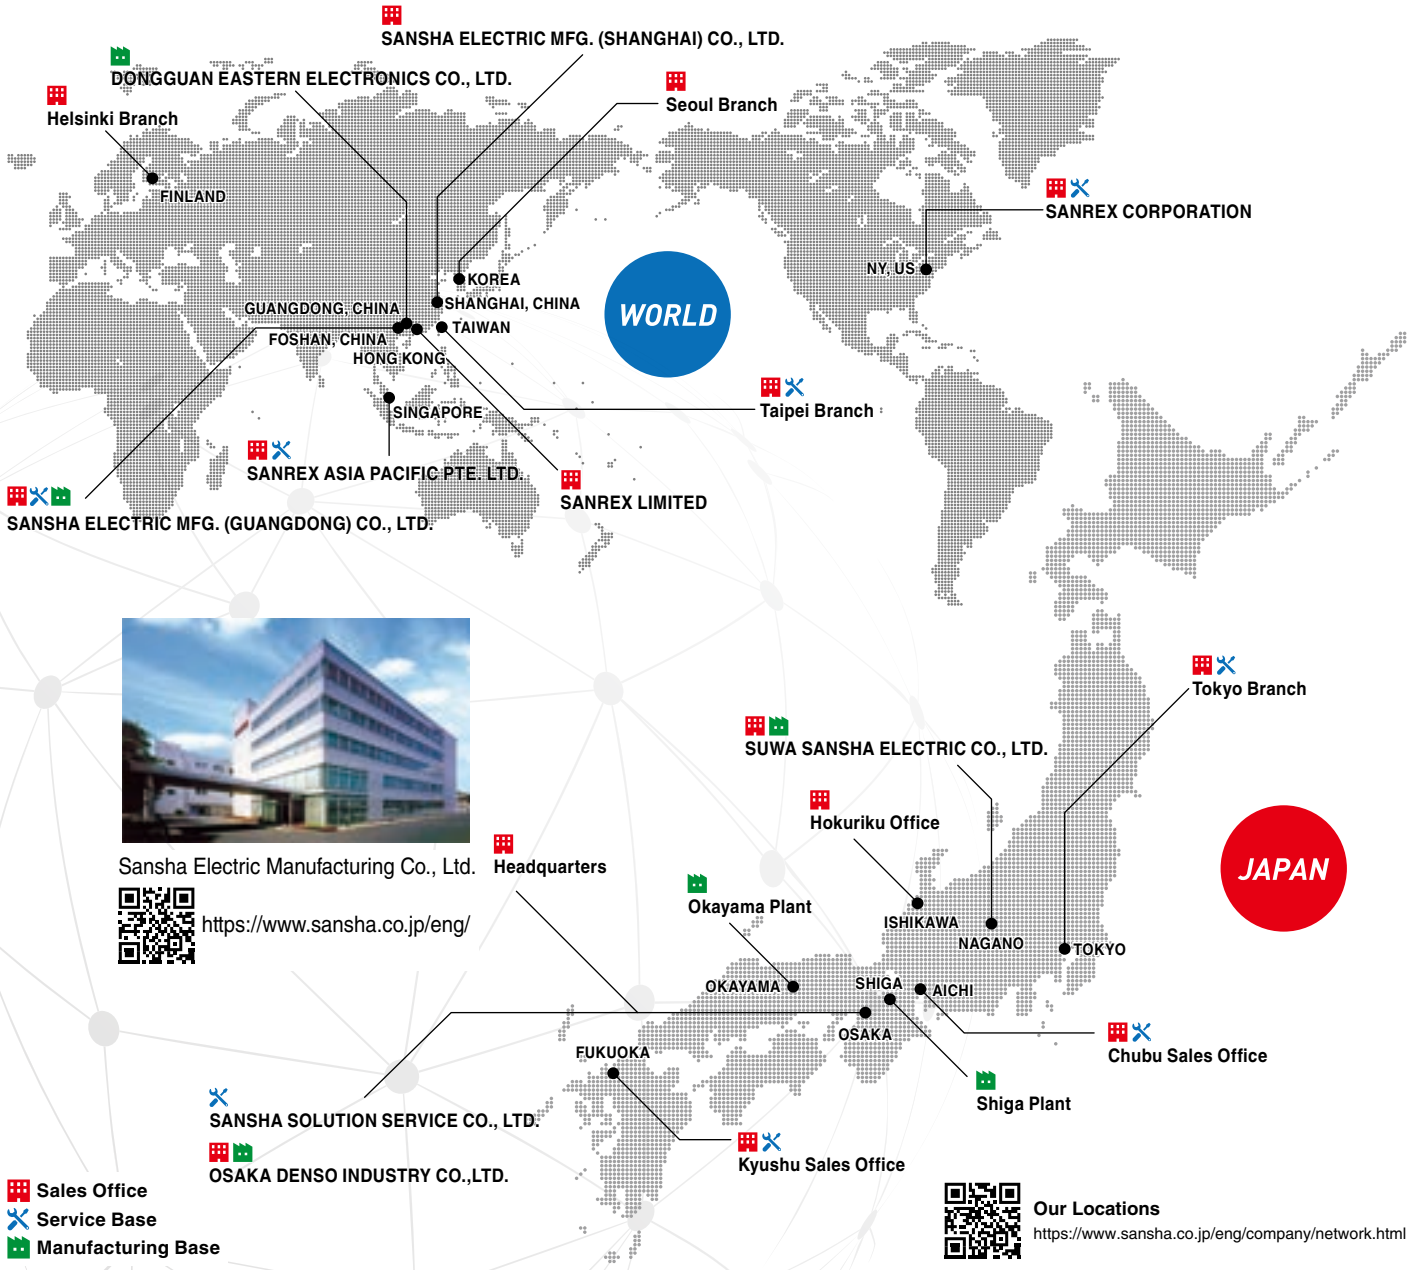 SANSHA ELECTRIC MFG. (SHANGHAI) CO., LTD.
DONGGUAN EASTERN ELECTRONICS CO., LTD.
Seoul Branch
Helsinki Branch
FINLAND
SANREX CORPORATION
NY, US
KOREA
SHANGHAI, CHINA
GUANGDONG, CHINA
TAIWAN
FOSHAN, CHINA
HONG KONG
WORLD
SINGAPORE
Taipei Branch
SANREX ASIA PACIFIC PTE. LTD.
SANREX LIMITED
SANSHA ELECTRIC MFG. (GUANGDONG) CO., LTD.
Tokyo Branch
SUWA SANSHA ELECTRIC CO., LTD.
Hokuriku Office
Sansha Electric Manufacturing Co., Ltd.
https://www.sansha.co.jp/eng/
Headquarters
JAPAN
Okayama Plant
ISHIKAWA
NAGANO
TOKYO
OKAYAMA
SHIGA
AICHI
OSAKA
Chubu Sales Office
FUKUOKA
Shiga Plant
SANSHA SOLUTION SERVICE CO., LTD.
Kyushu Sales Office
OSAKA DENSO INDUSTRY CO.,LTD.
Sales Office
Service Base
Manufacturing Base
Our Locations
https://www.sansha.co.jp/eng/company/network.html